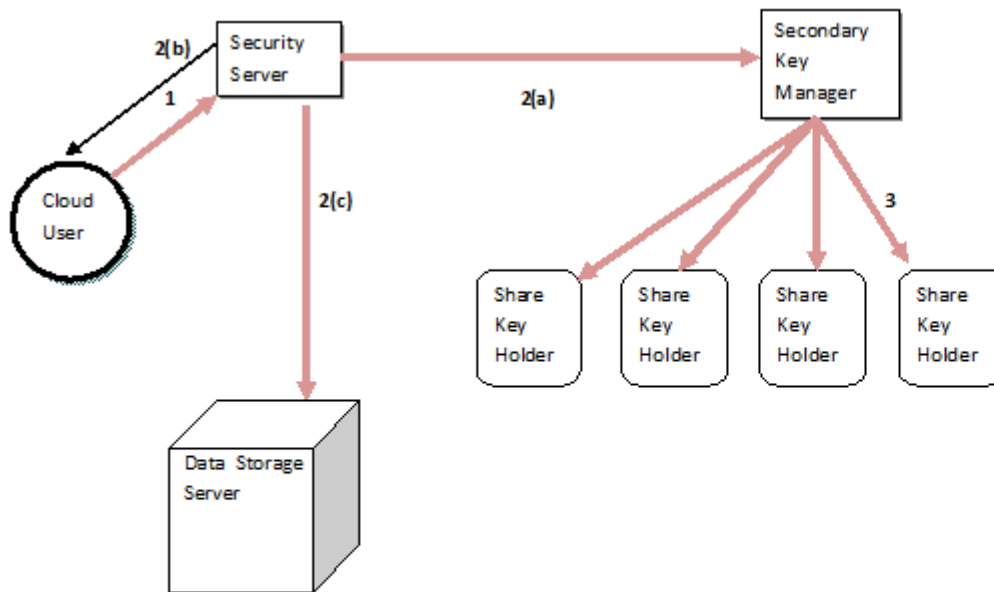 2(b)
Security
Server
1
2(a)
Secondary
Key
Manager
Cloud
User
2(c)
3
Share
Key
Holder
Share
Key
Holder
Share
Key
Holder
Share
Key
Holder
Data Storage
Server